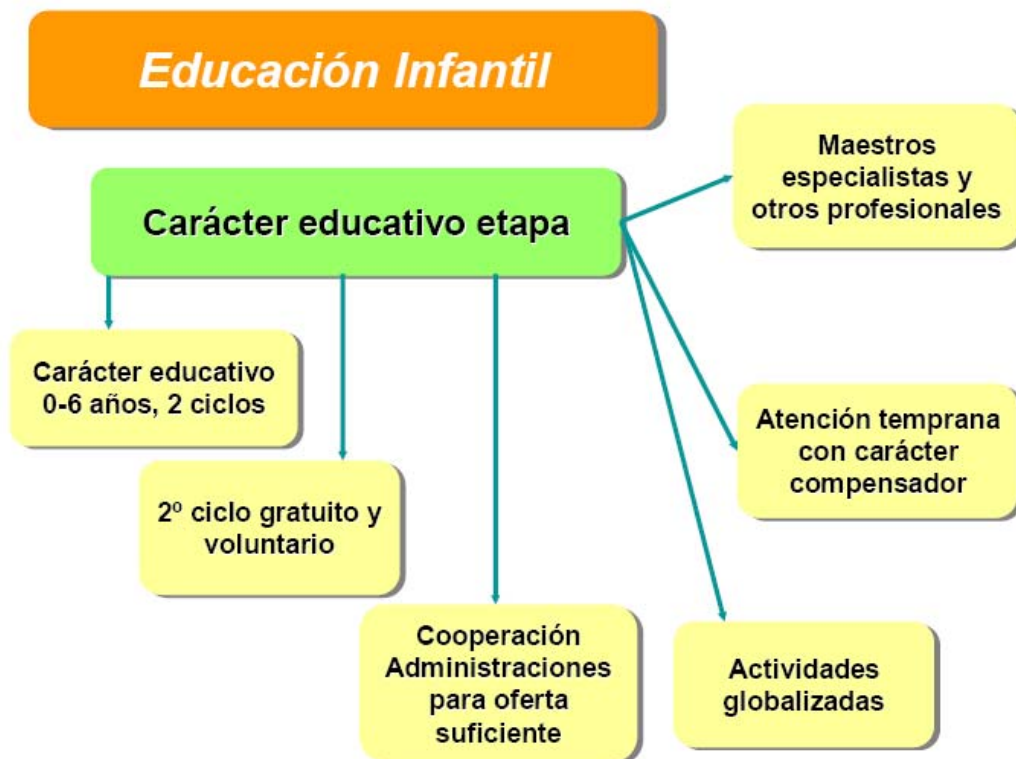 Educación Infantil
Maestros
especialistas y
otros profesionales
Carácter educativo etapa
Carácter educativo
0-6 años, 2 ciclos
Atención temprana
con carácter
compensador
2º ciclo gratuito y
voluntario
Cooperación
Administraciones
para oferta
suficiente
Actividades
globalizadas